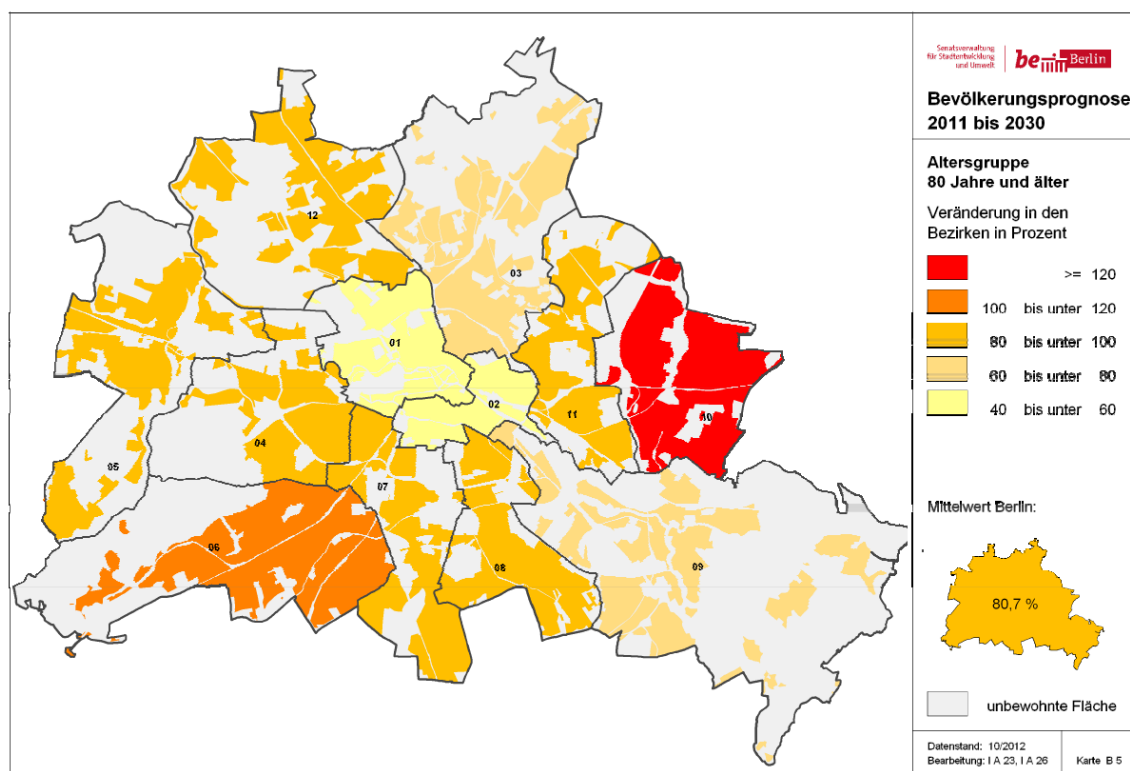 Senatsverwaltung
für Stadtentwicklung
und Umwelt
be Berlin
Bevölkerungsprognose
2011 bis 2030
Altersgruppe
80 Jahre und älter
Veränderung in den
Bezirken in Prozent
>= 120
100 bis unter 120
80 bis unter 100
60 bis unter 80
40 bis unter 60
Mittelwert Berlin:
80,7 %
unbewohnte Fläche
Datenstand: 10/2012
Bearbeitung: I A 23, I A 26
Karte B 5
12
03
01
02
11
10
04
05
07
06
08
09